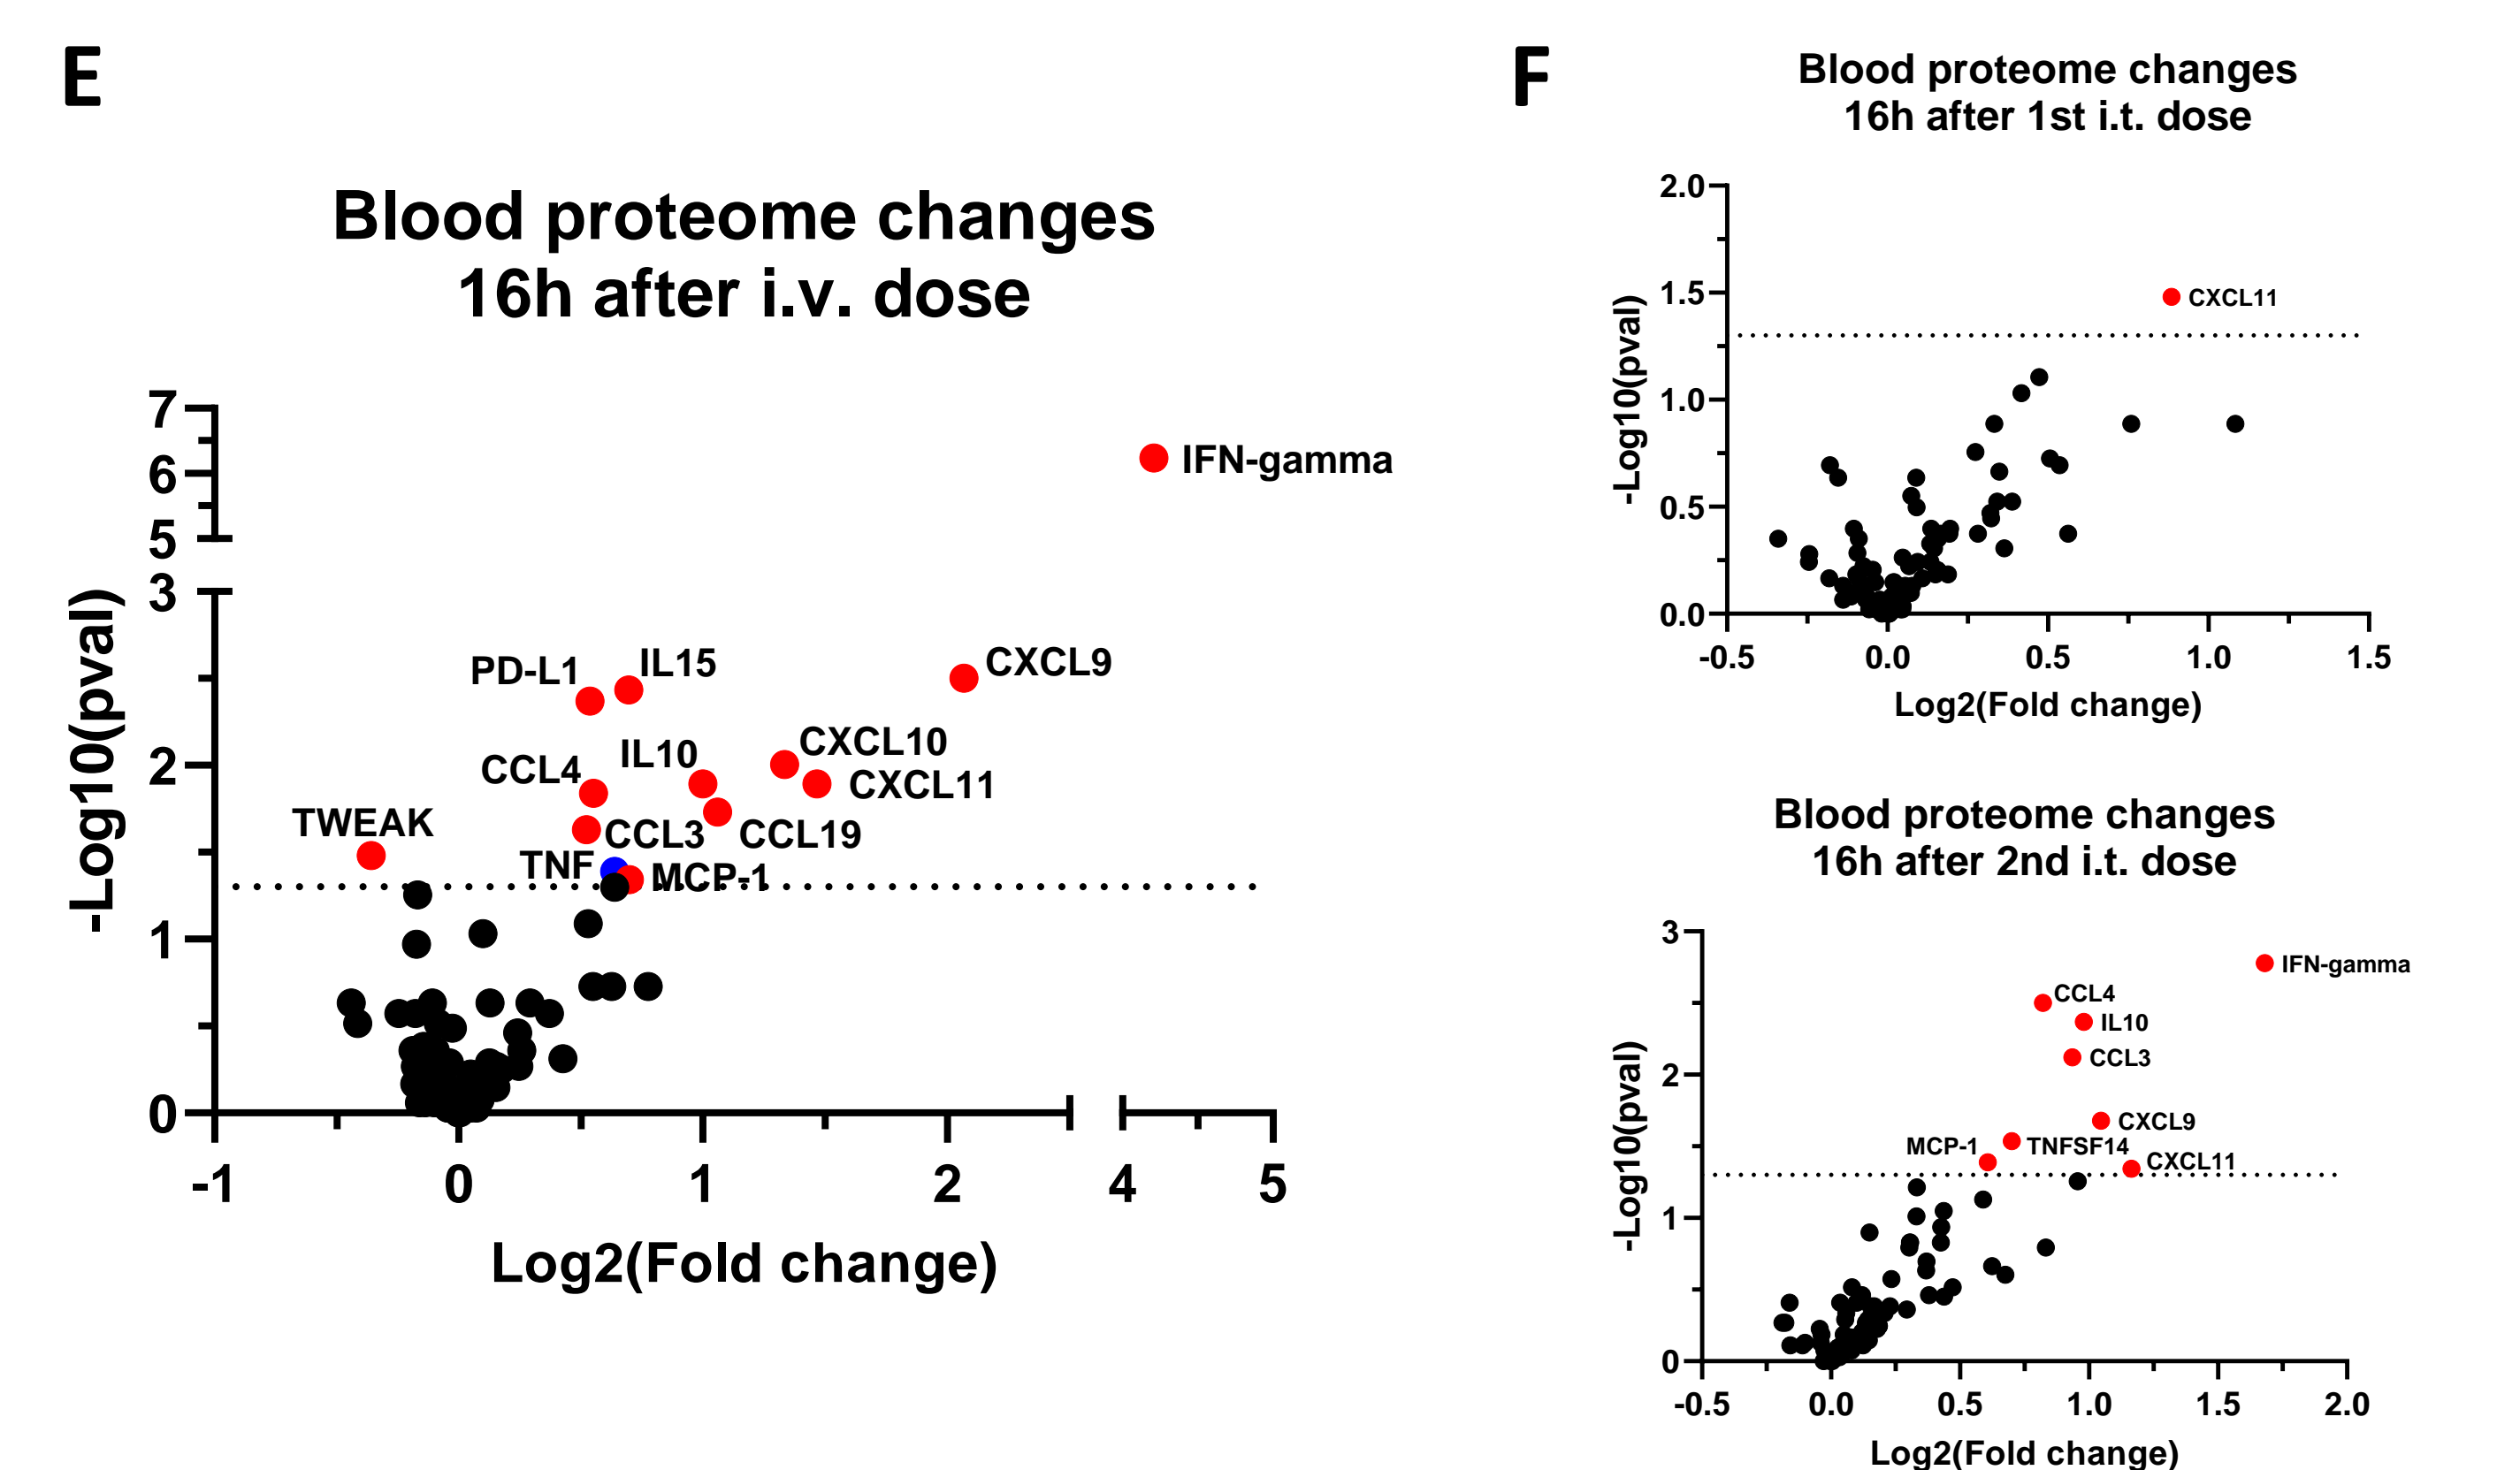 E
Blood proteome changes
16h after i.v. dose
7
6
5
3
2
1
0
-Log10(pval)
IFN-gamma
PD-L1
IL15
CXCL9
CXCL10
IL10
CCL4
CXCL11
TWEAK
CCL3
CCL19
TNF
MCP-1
-1
0
1
2
4
5
Log2(Fold change)
F
Blood proteome changes
16h after 1st i.t. dose
2.0
1.5
1.0
0.5
0.0
-Log10(pval)
CXCL11
-0.5
0.0
0.5
1.0
1.5
Log2(Fold change)
Blood proteome changes
16h after 2nd i.t. dose
3
2
1
0
-Log10(pval)
IFN-gamma
CCL4
IL10
CCL3
CXCL9
MCP-1
TNFSF14
CXCL11
-0.5
0.0
0.5
1.0
1.5
2.0
Log2(Fold change)